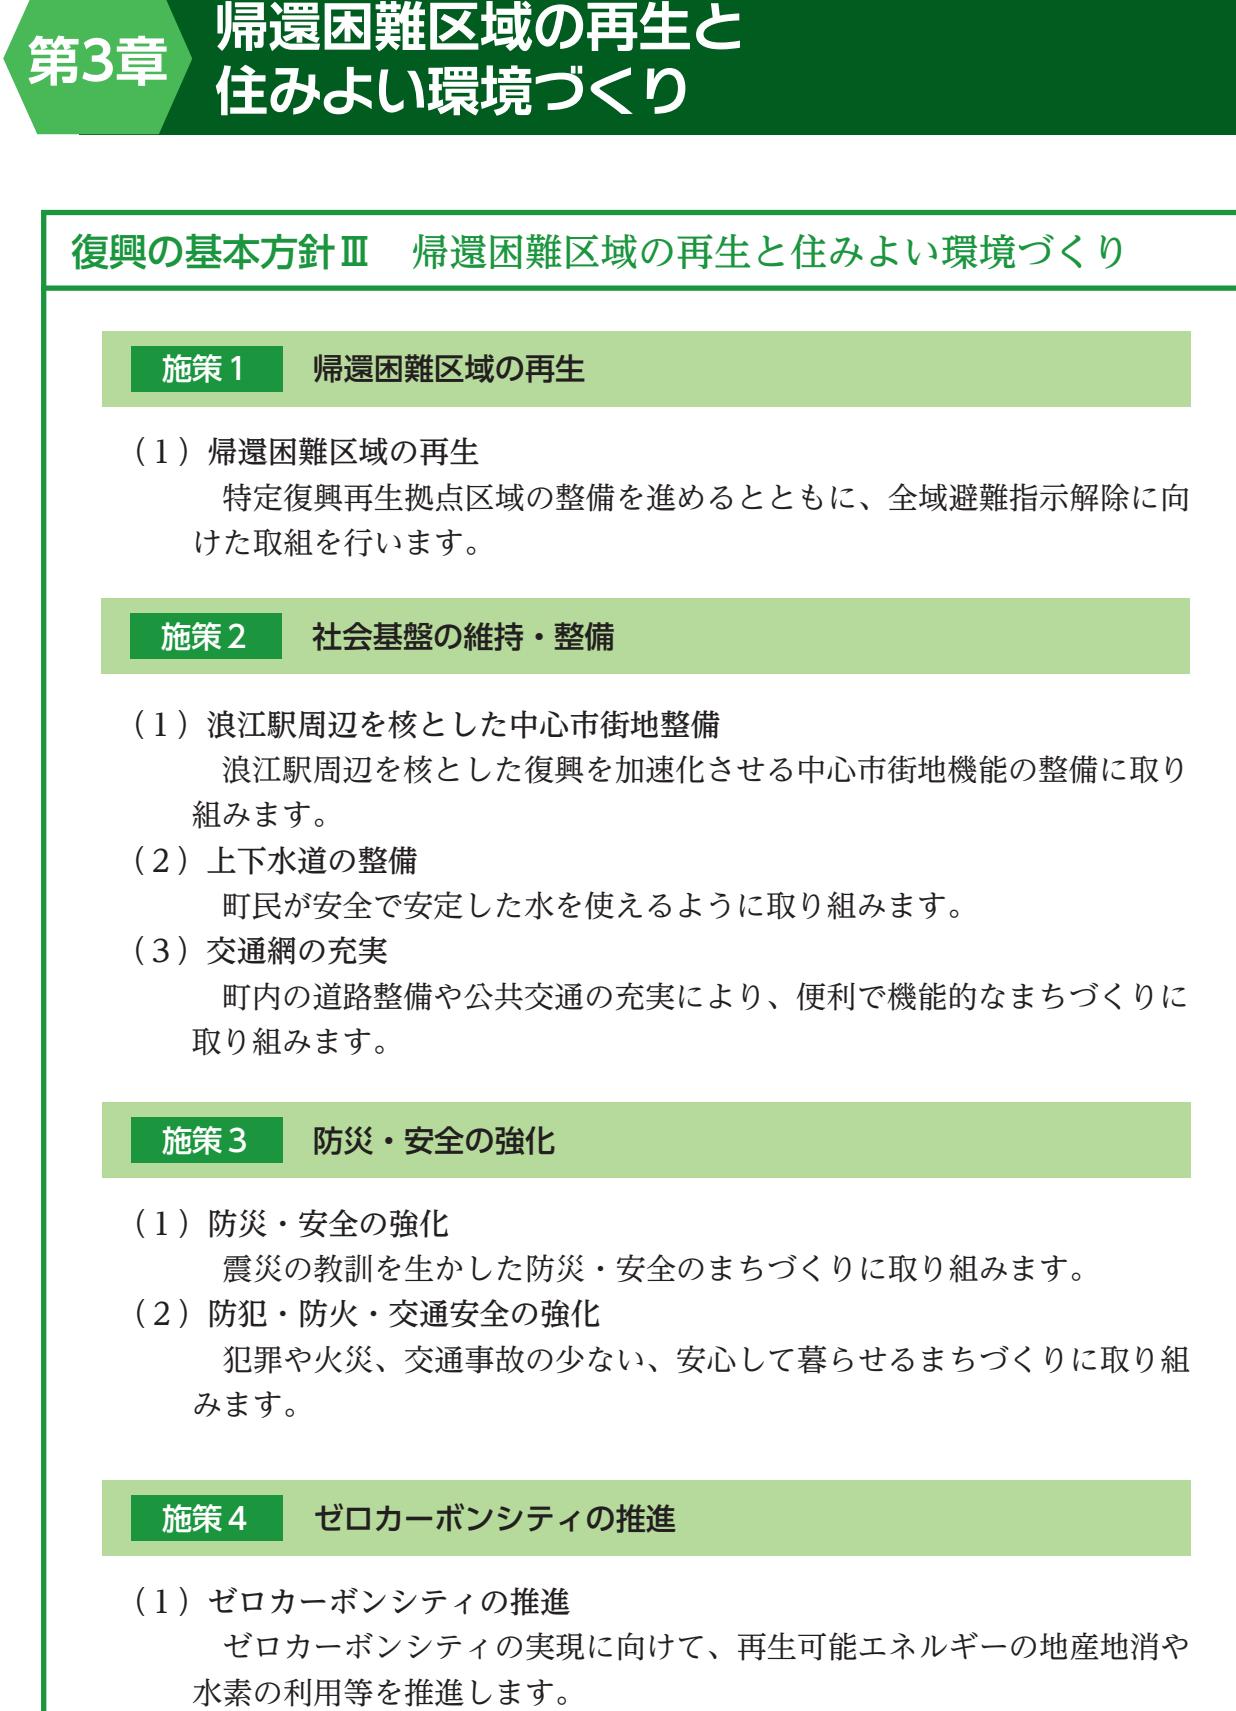 第3章
帰還困難区域の再生と
住みよい環境づくり
復興の基本方針Ⅲ　帰還困難区域の再生と住みよい環境づくり
施策1　帰還困難区域の再生
（１）帰還困難区域の再生
特定復興再生拠点区域の整備を進めるとともに、全域避難指示解除に向
けた取組を行います。
施策2　社会基盤の維持・整備
（１）浪江駅周辺を核とした中心市街地整備
浪江駅周辺を核とした復興を加速化させる中心市街地機能の整備に取り
組みます。
（２）上下水道の整備
町民が安全で安定した水を使えるように取り組みます。
（３）交通網の充実
町内の道路整備や公共交通の充実により、便利で機能的なまちづくりに
取り組みます。
施策3　防災・安全の強化
（１）防災・安全の強化
震災の教訓を生かした防災・安全のまちづくりに取り組みます。
（２）防犯・防火・交通安全の強化
犯罪や火災、交通事故の少ない、安心して暮らせるまちづくりに取り組
みます。
施策4　ゼロカーボンシティの推進
（１）ゼロカーボンシティの推進
ゼロカーボンシティの実現に向けて、再生可能エネルギーの地産地消や
水素の利用等を推進します。